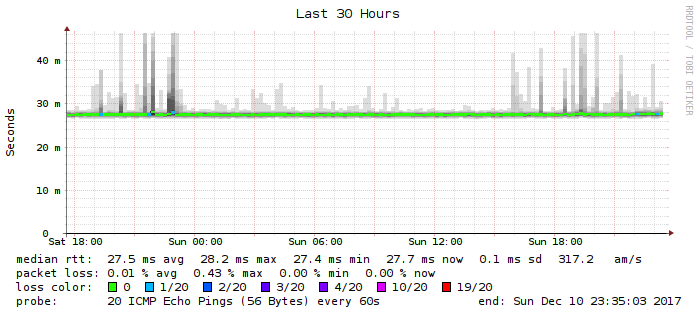 Last 30 Hours
RRDTOOL / TOBI OETIKER
Seconds
40 m
30 m
20 m
10 m
0
Sat 18:00 Sun 00:00 Sun 06:00 Sun 12:00 Sun 18:00
median rtt: 27.5 ms avg 28.2 ms max 27.4 ms min 27.7 ms now 0.1 ms sd 317.2 am/s
packet loss: 0.01 % avg 0.43 % max 0.00 % min 0.00 % now
loss color: 0 1/20 2/20 3/20 4/20 10/20 19/20
probe: 20 ICMP Echo Pings (56 Bytes) every 60s end: Sun Dec 10 23:35:03 2017